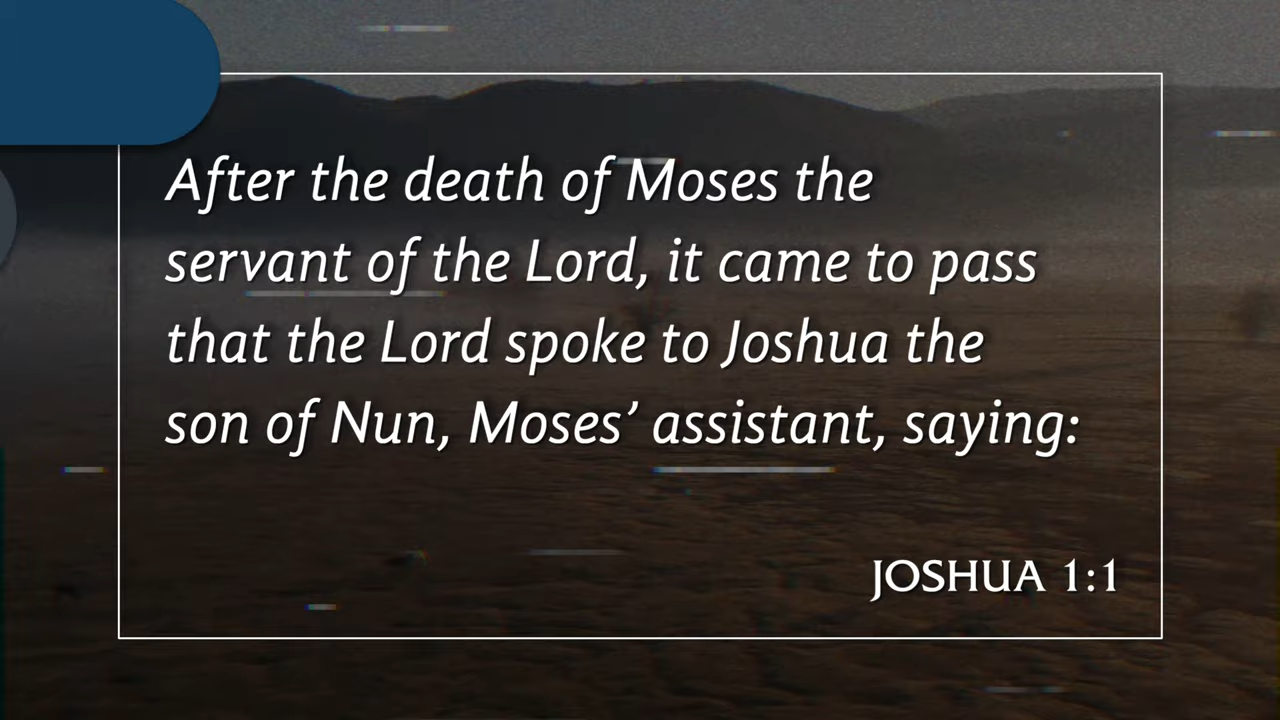 After the death of Moses the
servant of the Lord, it came to pass
that the Lord spoke to Joshua the
son of Nun, Moses’ assistant, saying:
JOSHUA 1:1